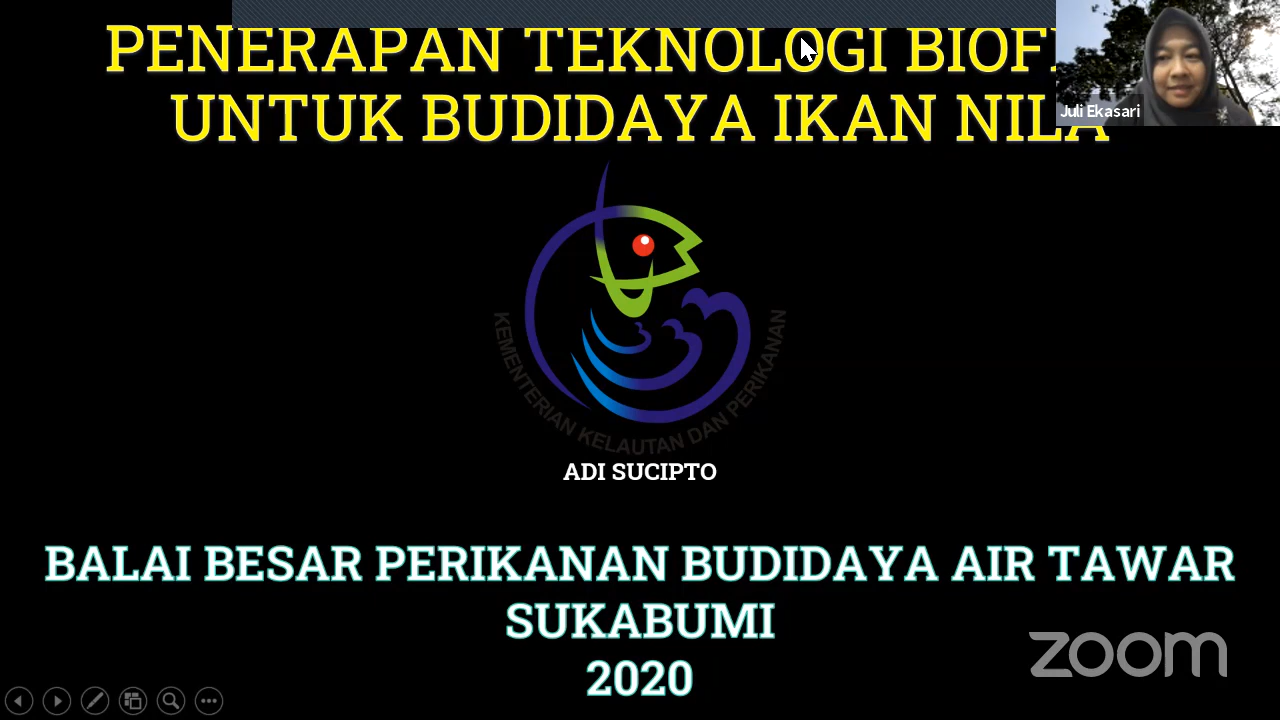 PENERAPAN TEKNOLOGI
UNTUK BUDIDAYA IKAN NILA
Juli Ekasari
KEMENTERIAN KELAUTAN DAN PERIKANAN
ADI SUCIPTO
BALAI BESAR PERIKANAN BUDIDAYA AIR TAWAR
SUKABUMI
2020
zoom